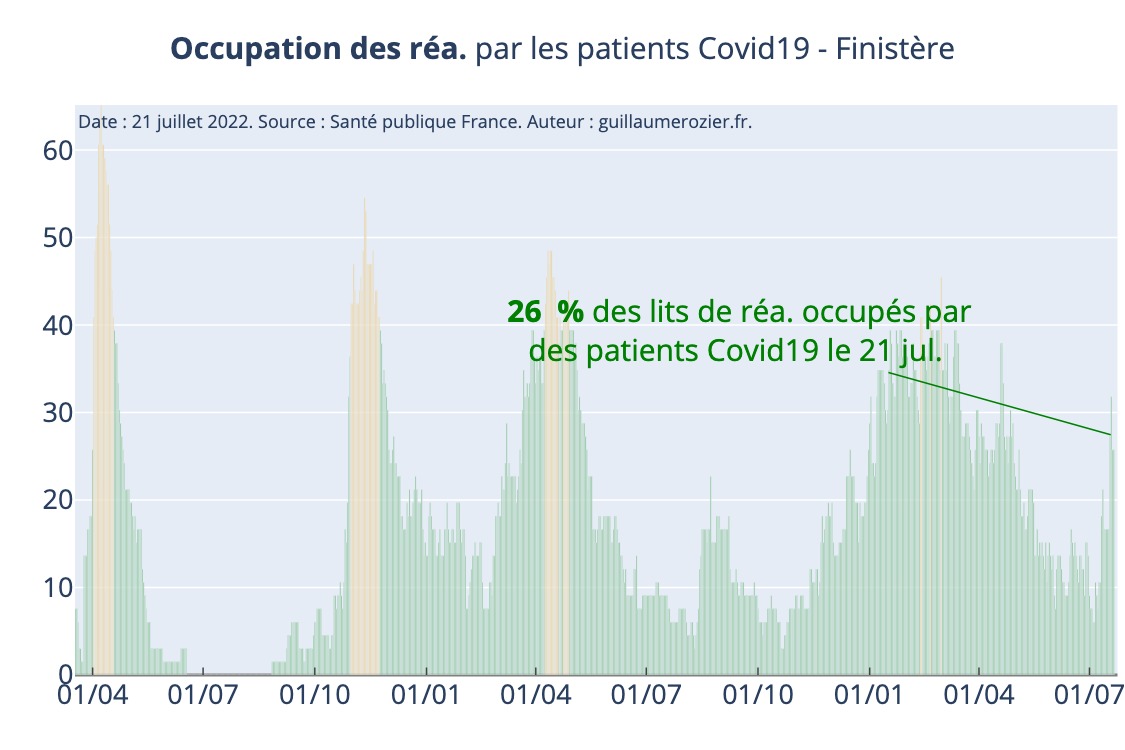 Occupation des réa. par les patients Covid19 - Finistère
Date : 21 juillet 2022. Source : Santé publique France. Auteur : guillaumerozier.fr.
60
50
40
30
20
10
0
26 % des lits de réa. occupés par
des patients Covid19 le 21 jul.
01/04 01/07 01/10 01/01 01/04 01/07 01/10 01/01 01/04 01/07